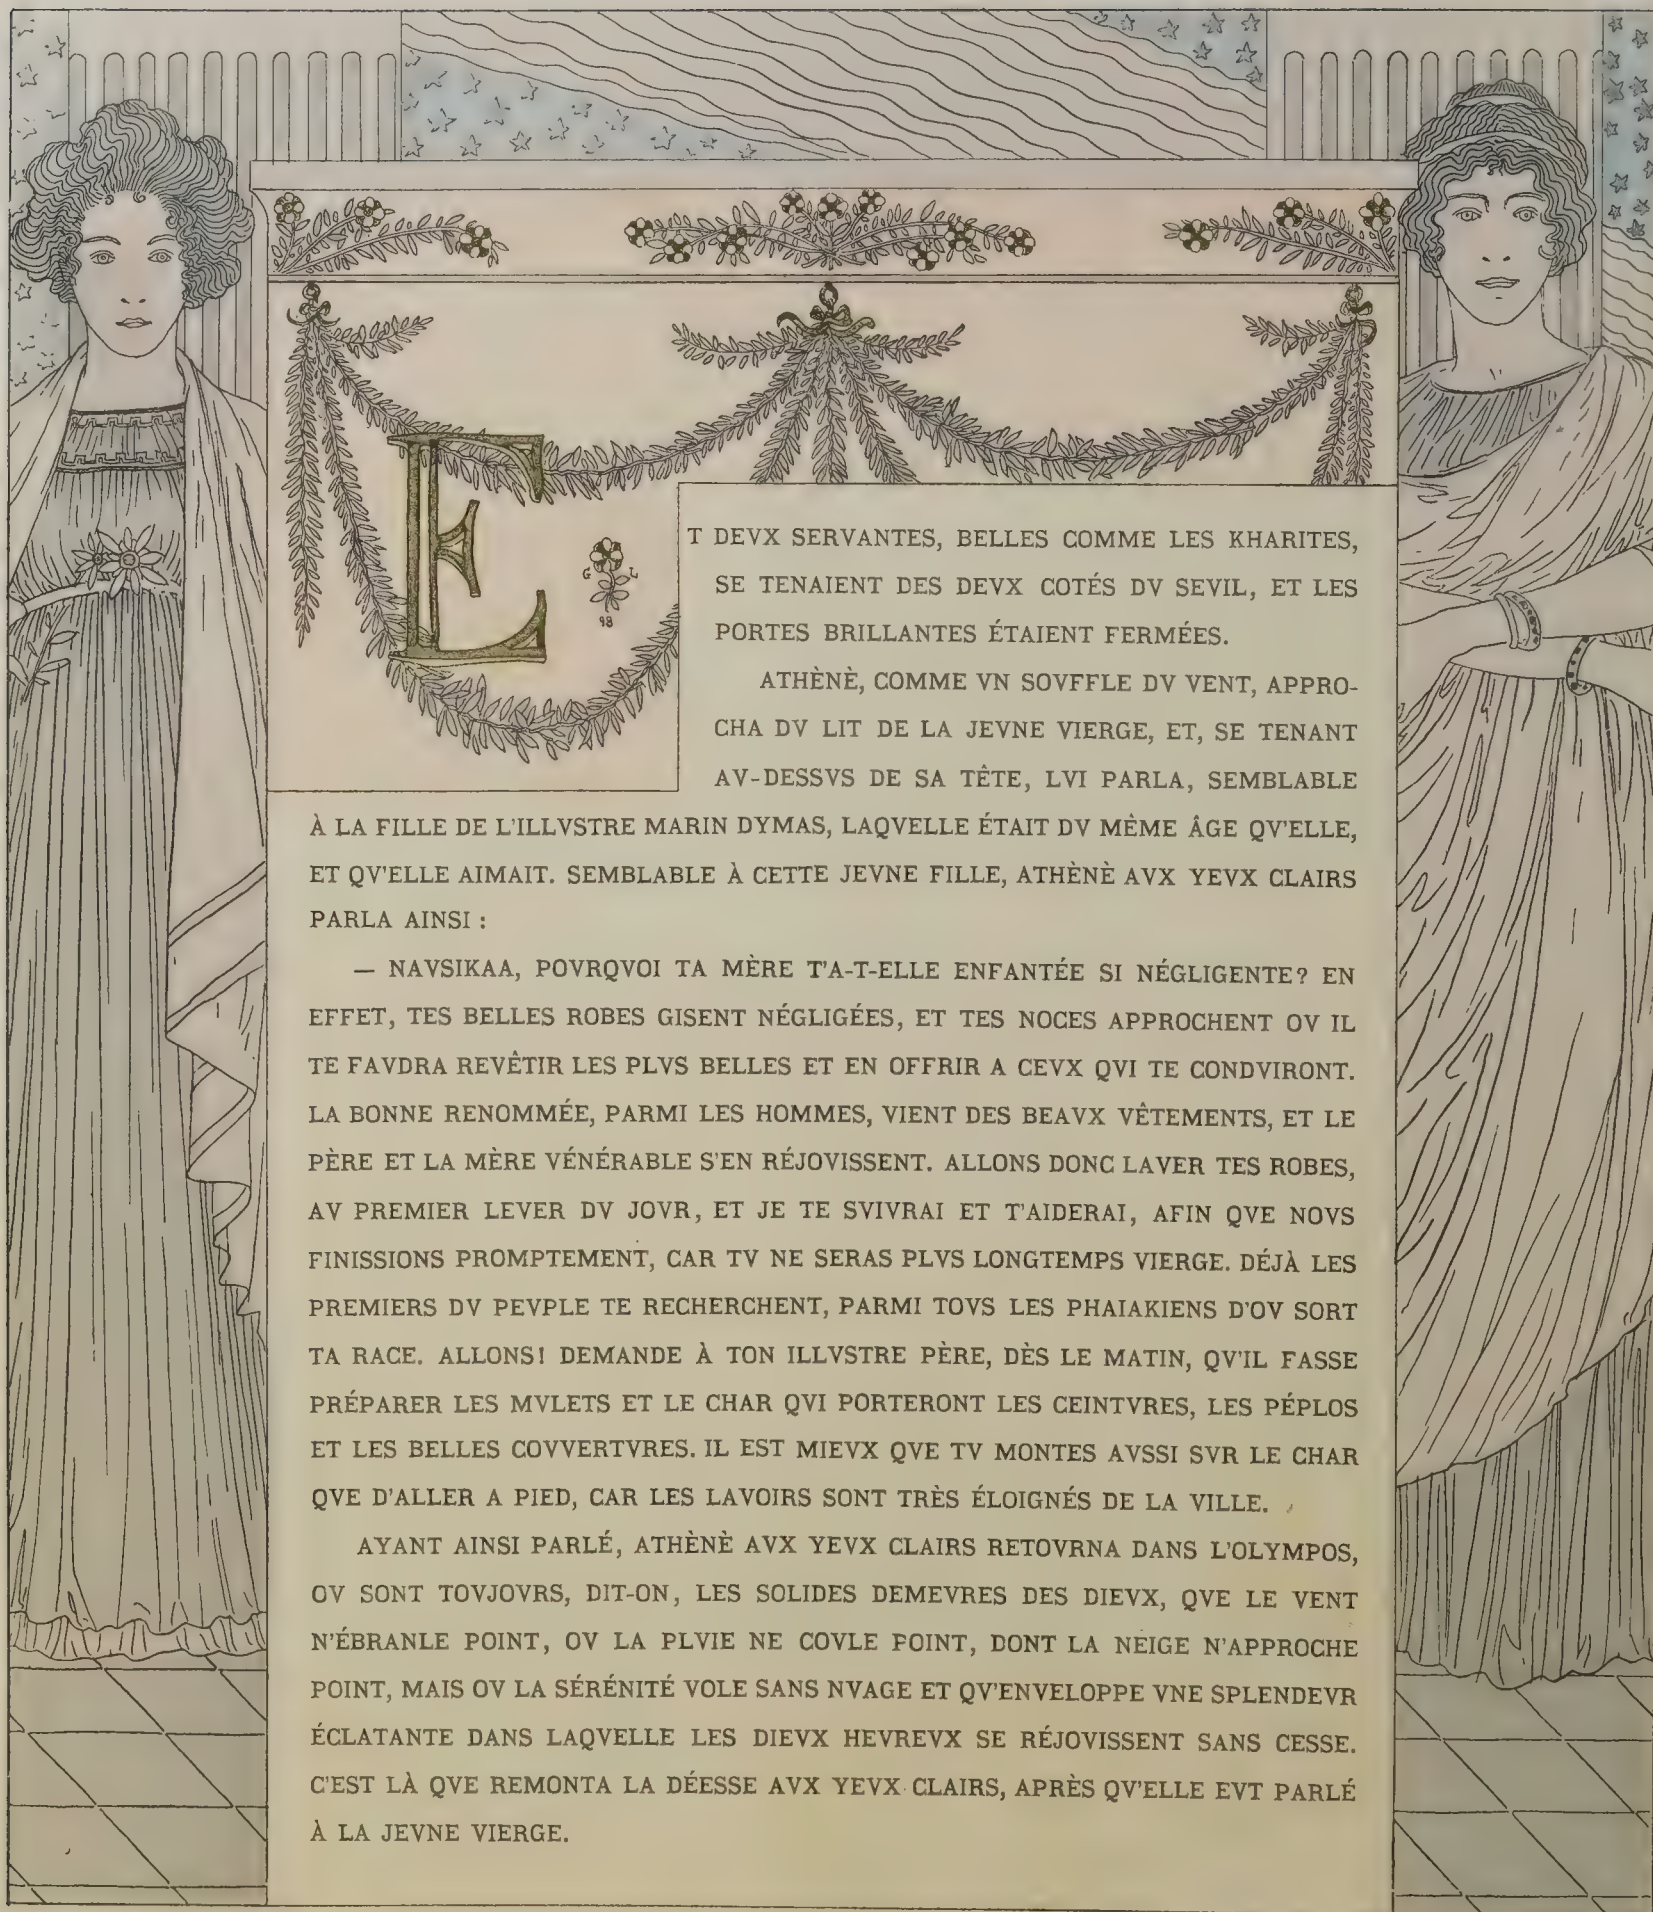 ET DEVX SERVANTES, BELLES COMME LES KHARITES,
SE TENAIENT DES DEVX COTÉS DV SEVIL, ET LES
PORTES BRILLANTES ÉTAIENT FERMÉES.
G L
98
ATHÈNÈ, COMME VN SOVFFLE DV VENT, APPRO-
CHA DV LIT DE LA JEVNE VIERGE, ET, SE TENANT
AV-DESSVS DE SA TÊTE, LVI PARLA, SEMBLABLE
À LA FILLE DE L'ILLVSTRE MARIN DYMAS, LAQVELLE ÉTAIT DV MÈME ÂGE QV'ELLE,
ET QV'ELLE AIMAIT. SEMBLABLE À CETTE JEVNE FILLE, ATHÈNÈ AVX YEVX CLAIRS
PARLA AINSI :
— NAVSIKAA, POVRQVOI TA MÈRE T'A-T-ELLE ENFANTÉE SI NÉGLIGENTE? EN
EFFET, TES BELLES ROBES GISENT NÉGLIGÉES, ET TES NOCES APPROCHENT OV IL
TE FAVDRA REVÊTIR LES PLVS BELLES ET EN OFFRIR A CEVX QVI TE CONDVIRONT.
LA BONNE RENOMMÉE, PARMI LES HOMMES, VIENT DES BEAVX VÊTEMENTS, ET LE
PÈRE ET LA MÈRE VÉNÉRABLE S'EN RÉJOVISSENT. ALLONS DONC LAVER TES ROBES,
AV PREMIER LEVER DV JOVR, ET JE TE SVIVRAI ET T'AIDERAI, AFIN QVE NOVS
FINISSIONS PROMPTEMENT, CAR TV NE SERAS PLVS LONGTEMPS VIERGE. DÉJÀ LES
PREMIERS DV PEVPLE TE RECHERCHENT, PARMI TOVS LES PHAIAKIENS D'OV SORT
TA RACE. ALLONS! DEMANDE À TON ILLVSTRE PÈRE, DÈS LE MATIN, QV'IL FASSE
PRÉPARER LES MVLETS ET LE CHAR QVI PORTERONT LES CEINTVRES, LES PÉPLOS
ET LES BELLES COVVERTVRES. IL EST MIEVX QVE TV MONTES AVSSI SVR LE CHAR
QVE D'ALLER A PIED, CAR LES LAVOIRS SONT TRÈS ÉLOIGNÉS DE LA VILLE.
AYANT AINSI PARLÉ, ATHÈNÈ AVX YEVX CLAIRS RETOVRNA DANS L'OLYMPOS,
OV SONT TOVJOVRS, DIT-ON, LES SOLIDES DEMEVRES DES DIEVX, QVE LE VENT
N'ÉBRANLE POINT, OV LA PLVIE NE COVLE POINT, DONT LA NEIGE N'APPROCHE
POINT, MAIS OV LA SÉRÉNITÉ VOLE SANS NVAGE ET QV'ENVELOPPE VNE SPLENDEVR
ÉCLATANTE DANS LAQVELLE LES DIEVX HEVREVX SE RÉJOVISSENT SANS CESSE.
C'EST LÀ QVE REMONTA LA DÉESSE AVX YEVX CLAIRS, APRÈS QV'ELLE EVT PARLÉ
À LA JEVNE VIERGE.